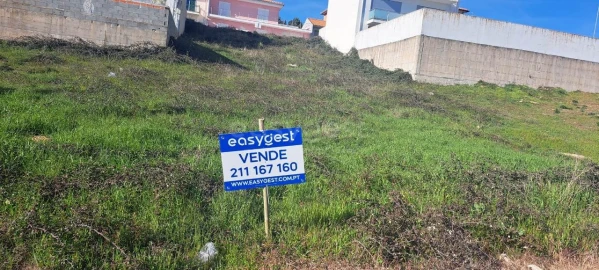 easygest
VENDE
211 167 160
WWW.EASYGEST.COM.PT